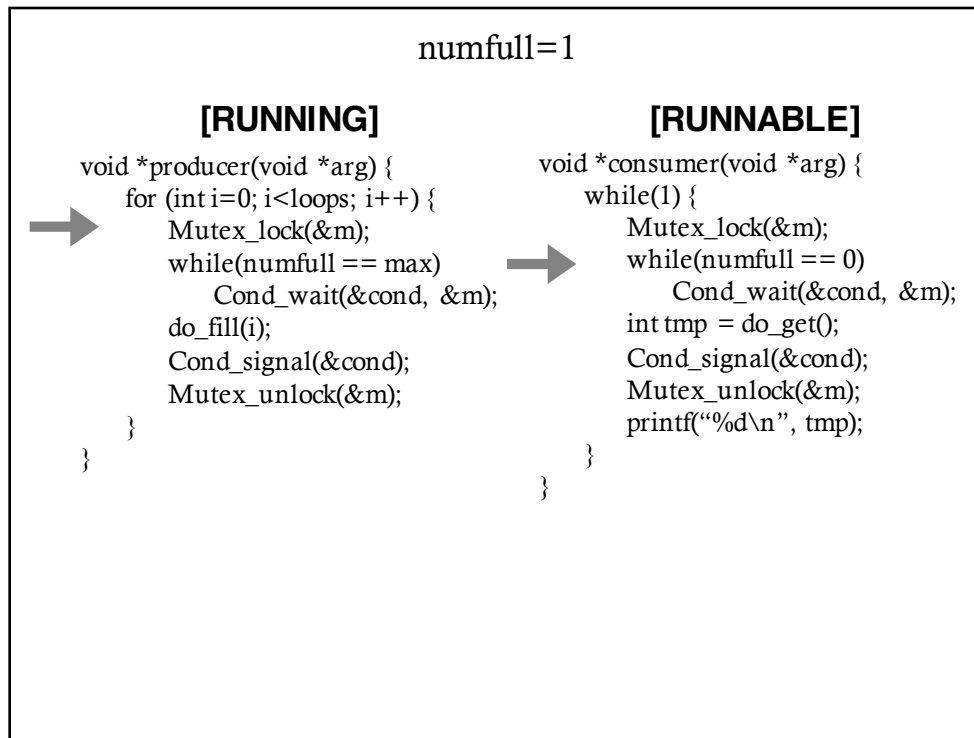 numfull=1
[RUNNING]
void *producer(void *arg) {
for (int i=0; i<loops; i++) {
Mutex_lock(&m);
while(numfull == max)
Cond_wait(&cond, &m);
do_fill(i);
Cond_signal(&cond);
Mutex_unlock(&m);
}
}
[RUNNABLE]
void *consumer(void *arg) {
while(1) {
Mutex_lock(&m);
while(numfull == 0)
Cond_wait(&cond, &m);
int tmp = do_get();
Cond_signal(&cond);
Mutex_unlock(&m);
printf(“%d\n”, tmp);
}
}